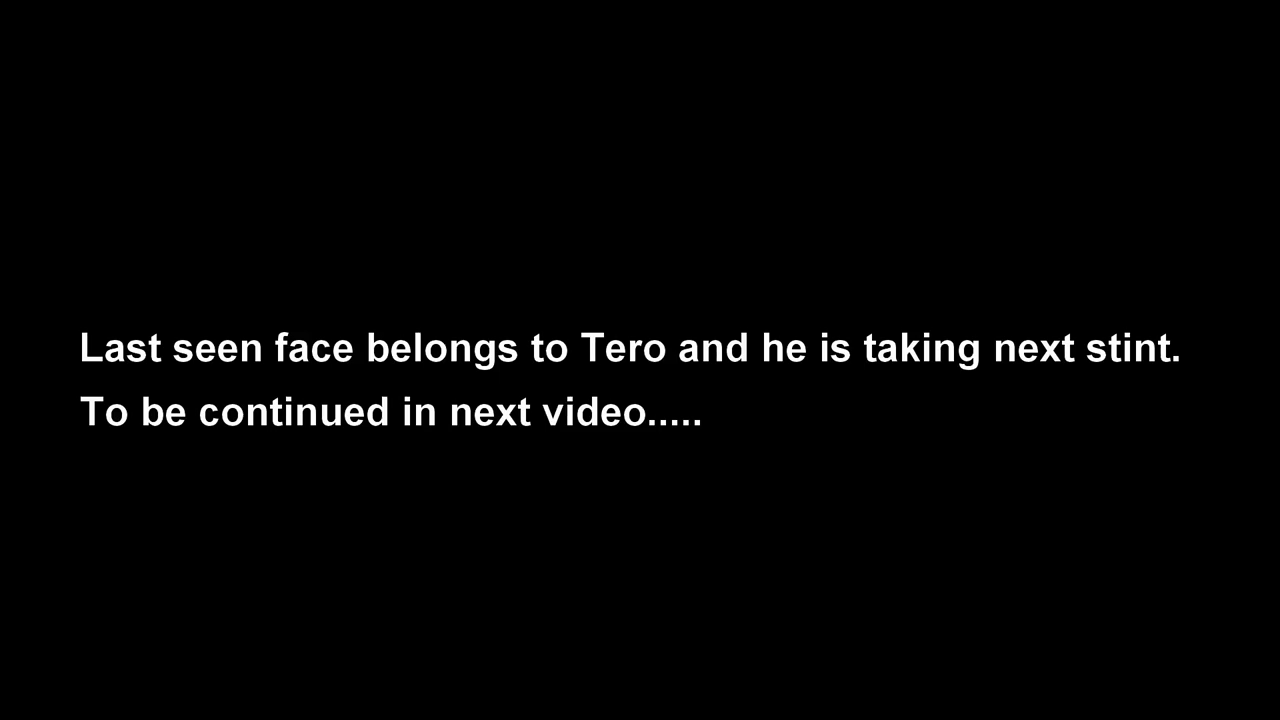 Last seen face belongs to Tero and he is taking next stint.
To be continued in next video.....